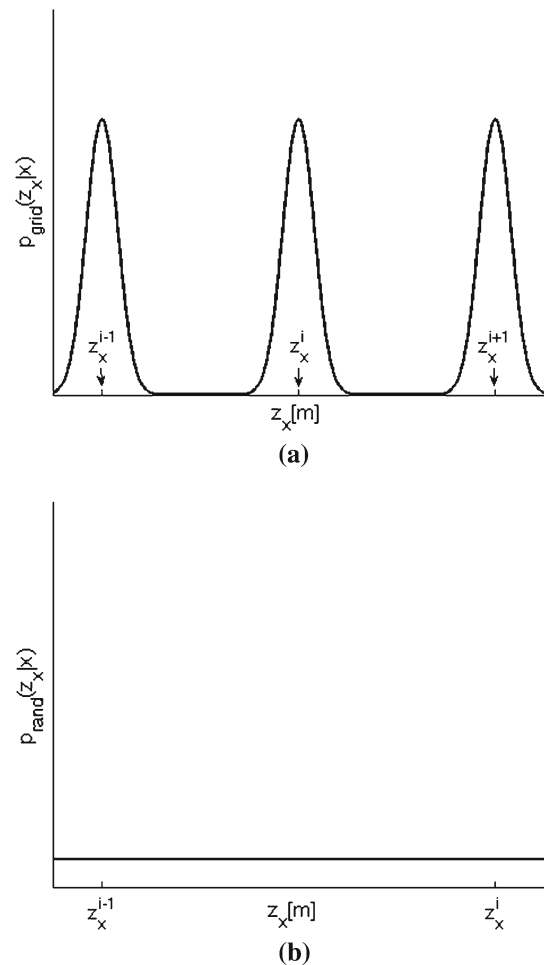 p_grid(z_x|x)
z_x^{i-1} z_x^i z_x^{i+1}
z_x[m]
(a)
p_rand(z_x|x)
z_x^{i-1} z_x[m] z_x^i
(b)